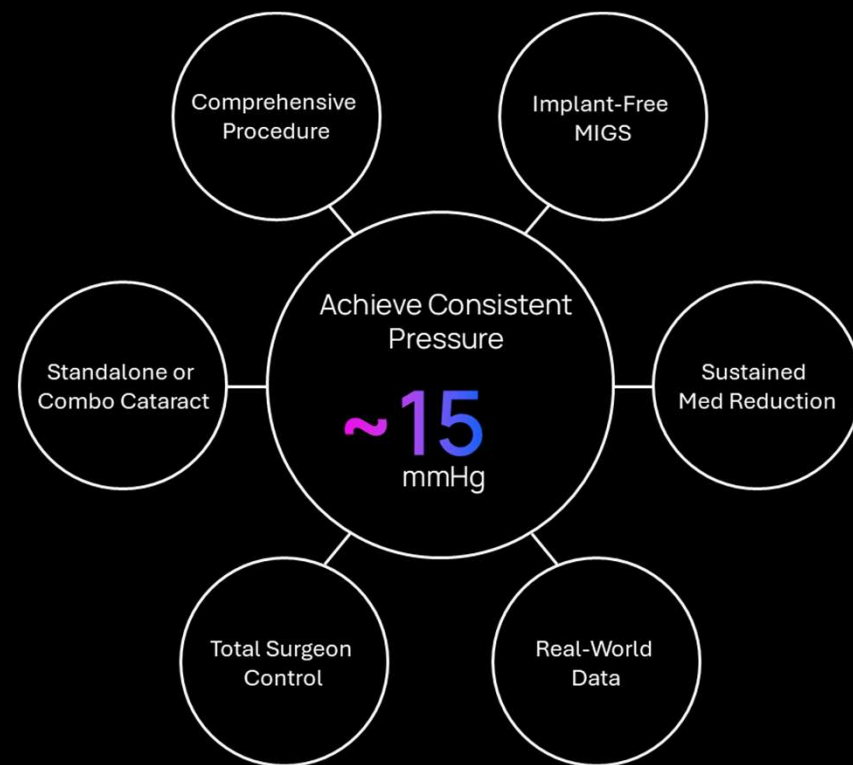 Comprehensive
Procedure
Implant-Free
MIGS
Achieve Consistent
Pressure
~15
mmHg
Standalone or
Combo Cataract
Sustained
Med Reduction
Total Surgeon
Control
Real-World
Data